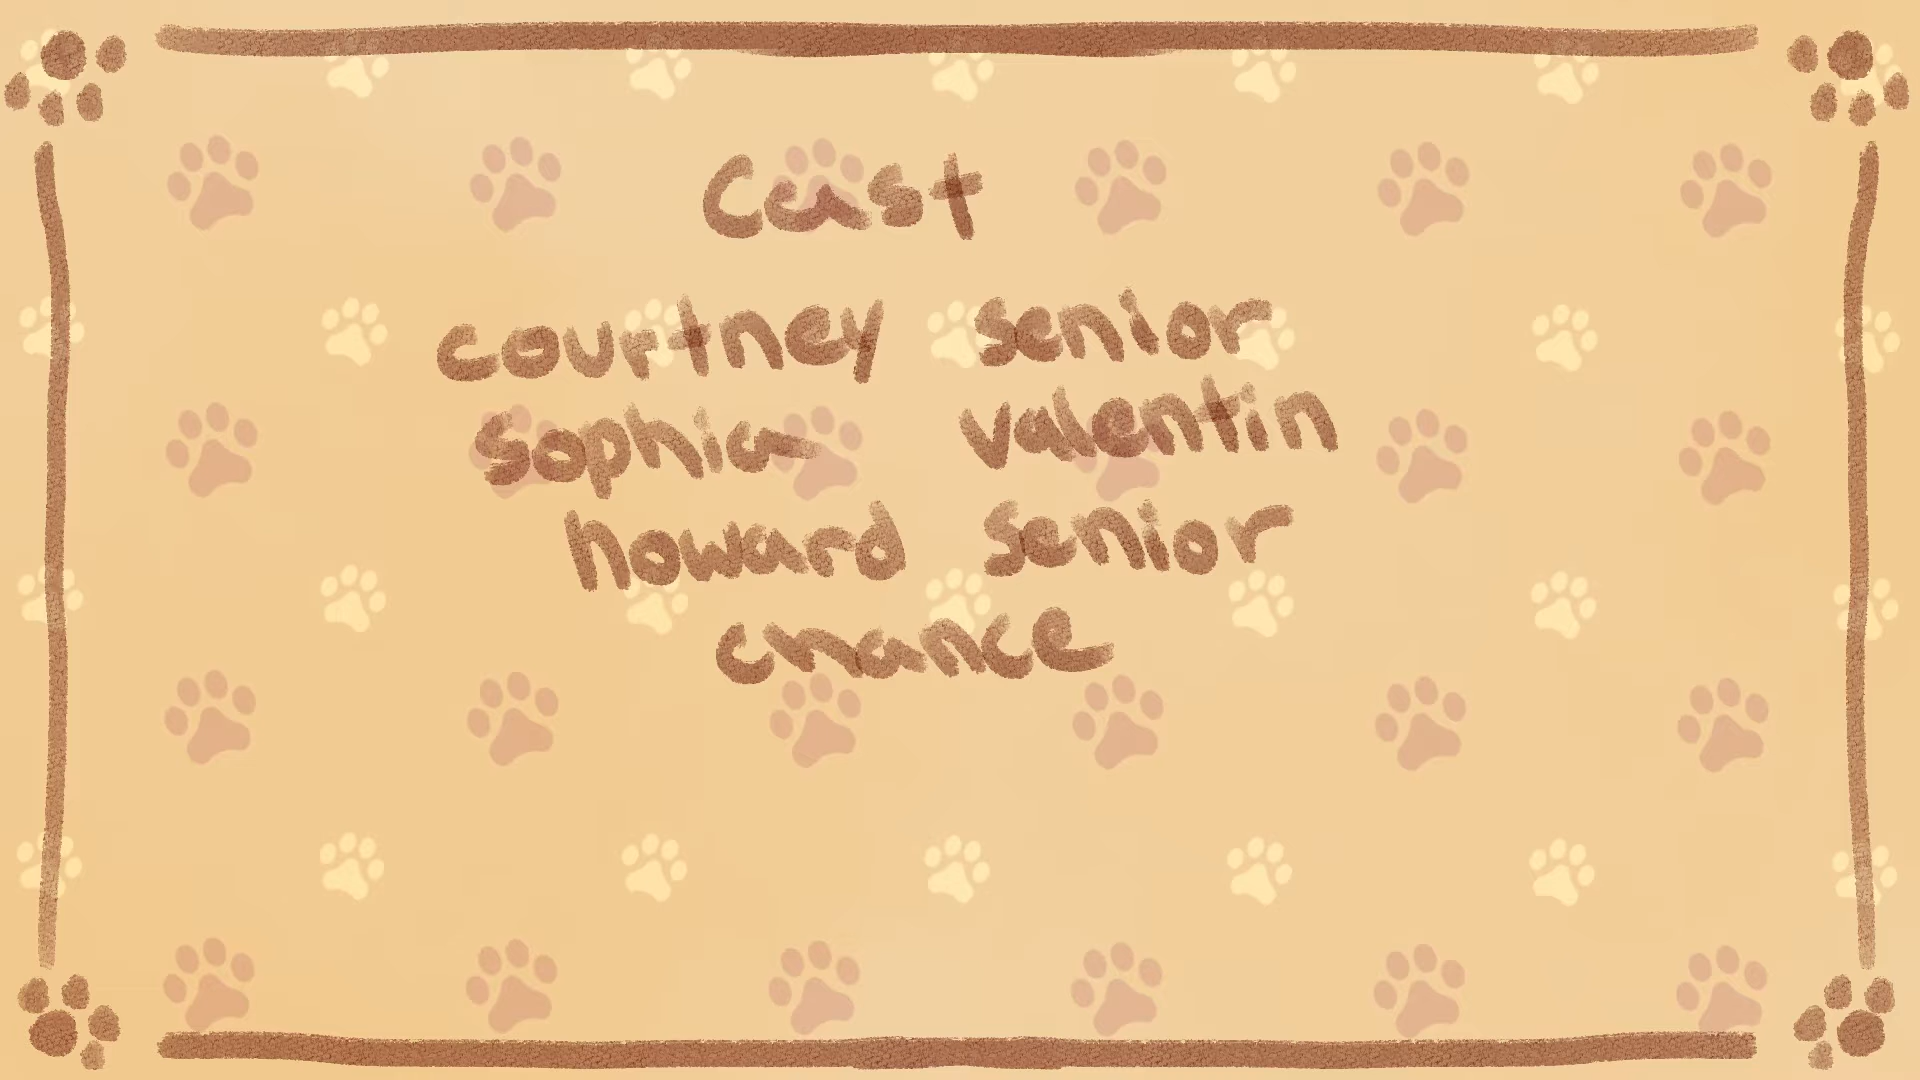 Cast
courtney senior
sophia valentin
howard senior
chance